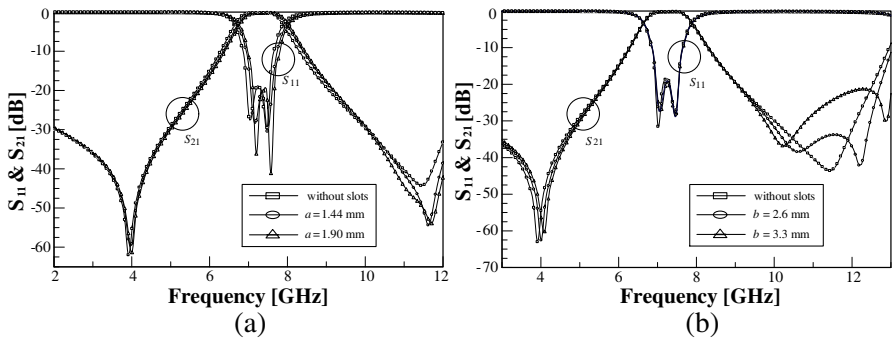 0
-10
-20
-30
-40
-50
-60
S11 & S21 [dB]
S11
S21
without slots
a = 1.44 mm
a = 1.90 mm
2 4 6 8 10 12
Frequency [GHz]
(a)
0
-10
-20
-30
-40
-50
-60
-70
S11 & S21 [dB]
S11
S21
without slots
b = 2.6 mm
b = 3.3 mm
4 6 8 10 12
Frequency [GHz]
(b)